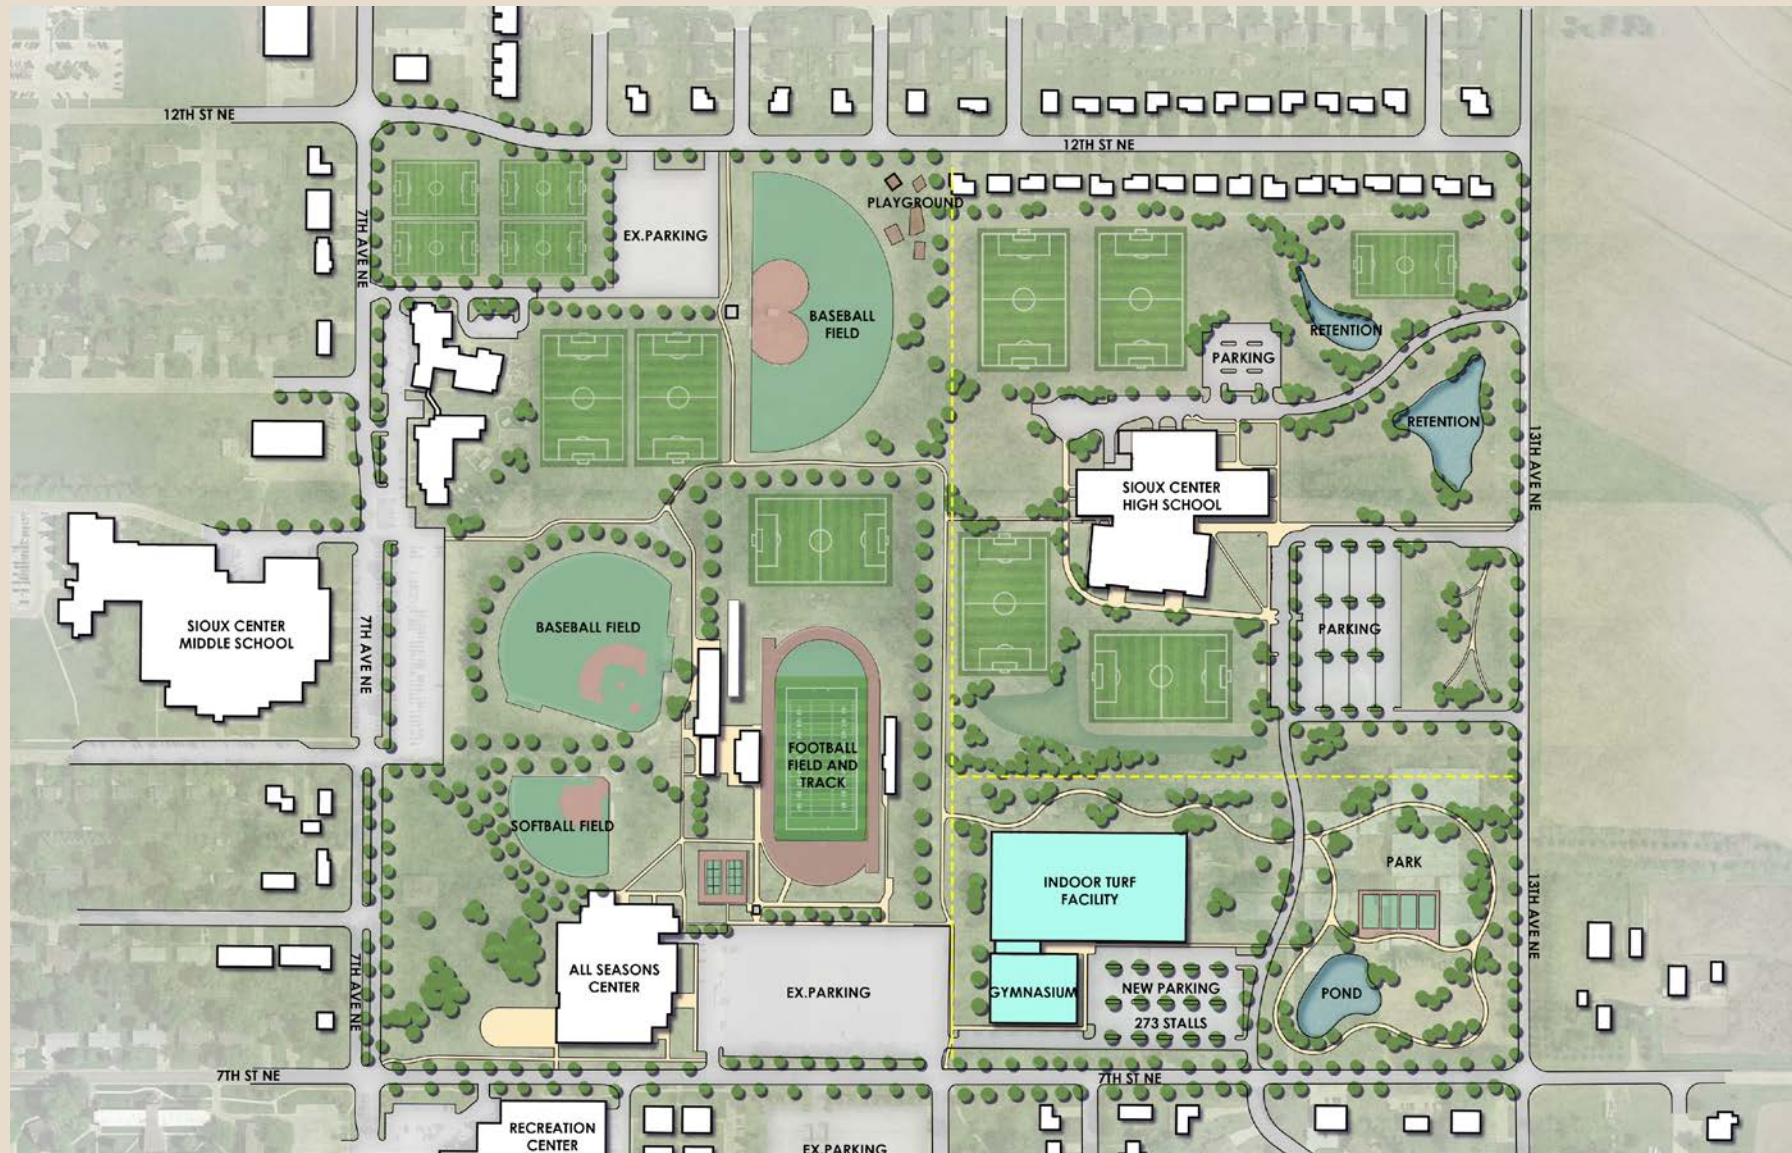 12TH ST NE
12TH ST NE
7TH AVE NE
EX.PARKING
PLAYGROUND
BASEBALL
FIELD
RETENTION
PARKING
RETENTION
13TH AVE NE
SIOUX CENTER
HIGH SCHOOL
SIOUX CENTER
MIDDLE SCHOOL
7TH AVE NE
BASEBALL FIELD
PARKING
FOOTBALL
FIELD AND
TRACK
SOFTBALL FIELD
INDOOR TURF
FACILITY
PARK
13TH AVE NE
7TH AVE NE
ALL SEASONS
CENTER
EX.PARKING
GYMNASIUM
NEW PARKING
273 STALLS
POND
7TH ST NE
7TH ST NE
RECREATION
CENTER
EX.PARKING